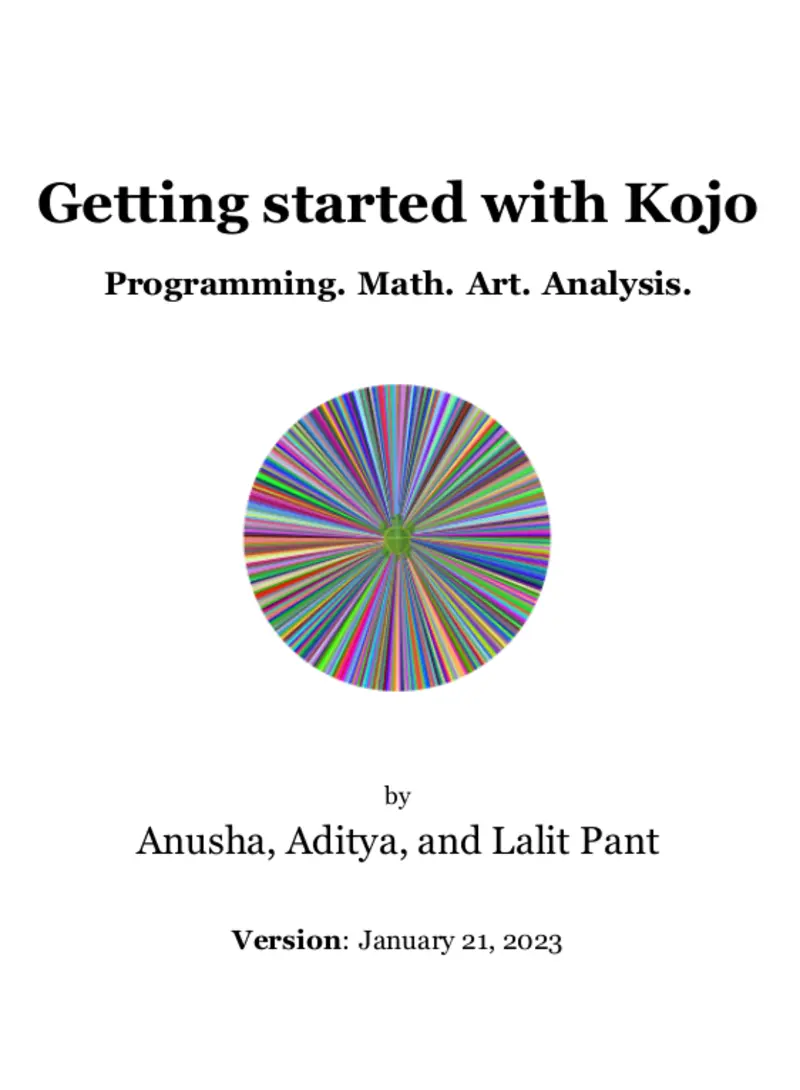 Getting started with Kojo
Programming. Math. Art. Analysis.
by
Anusha, Aditya, and Lalit Pant
Version: January 21, 2023